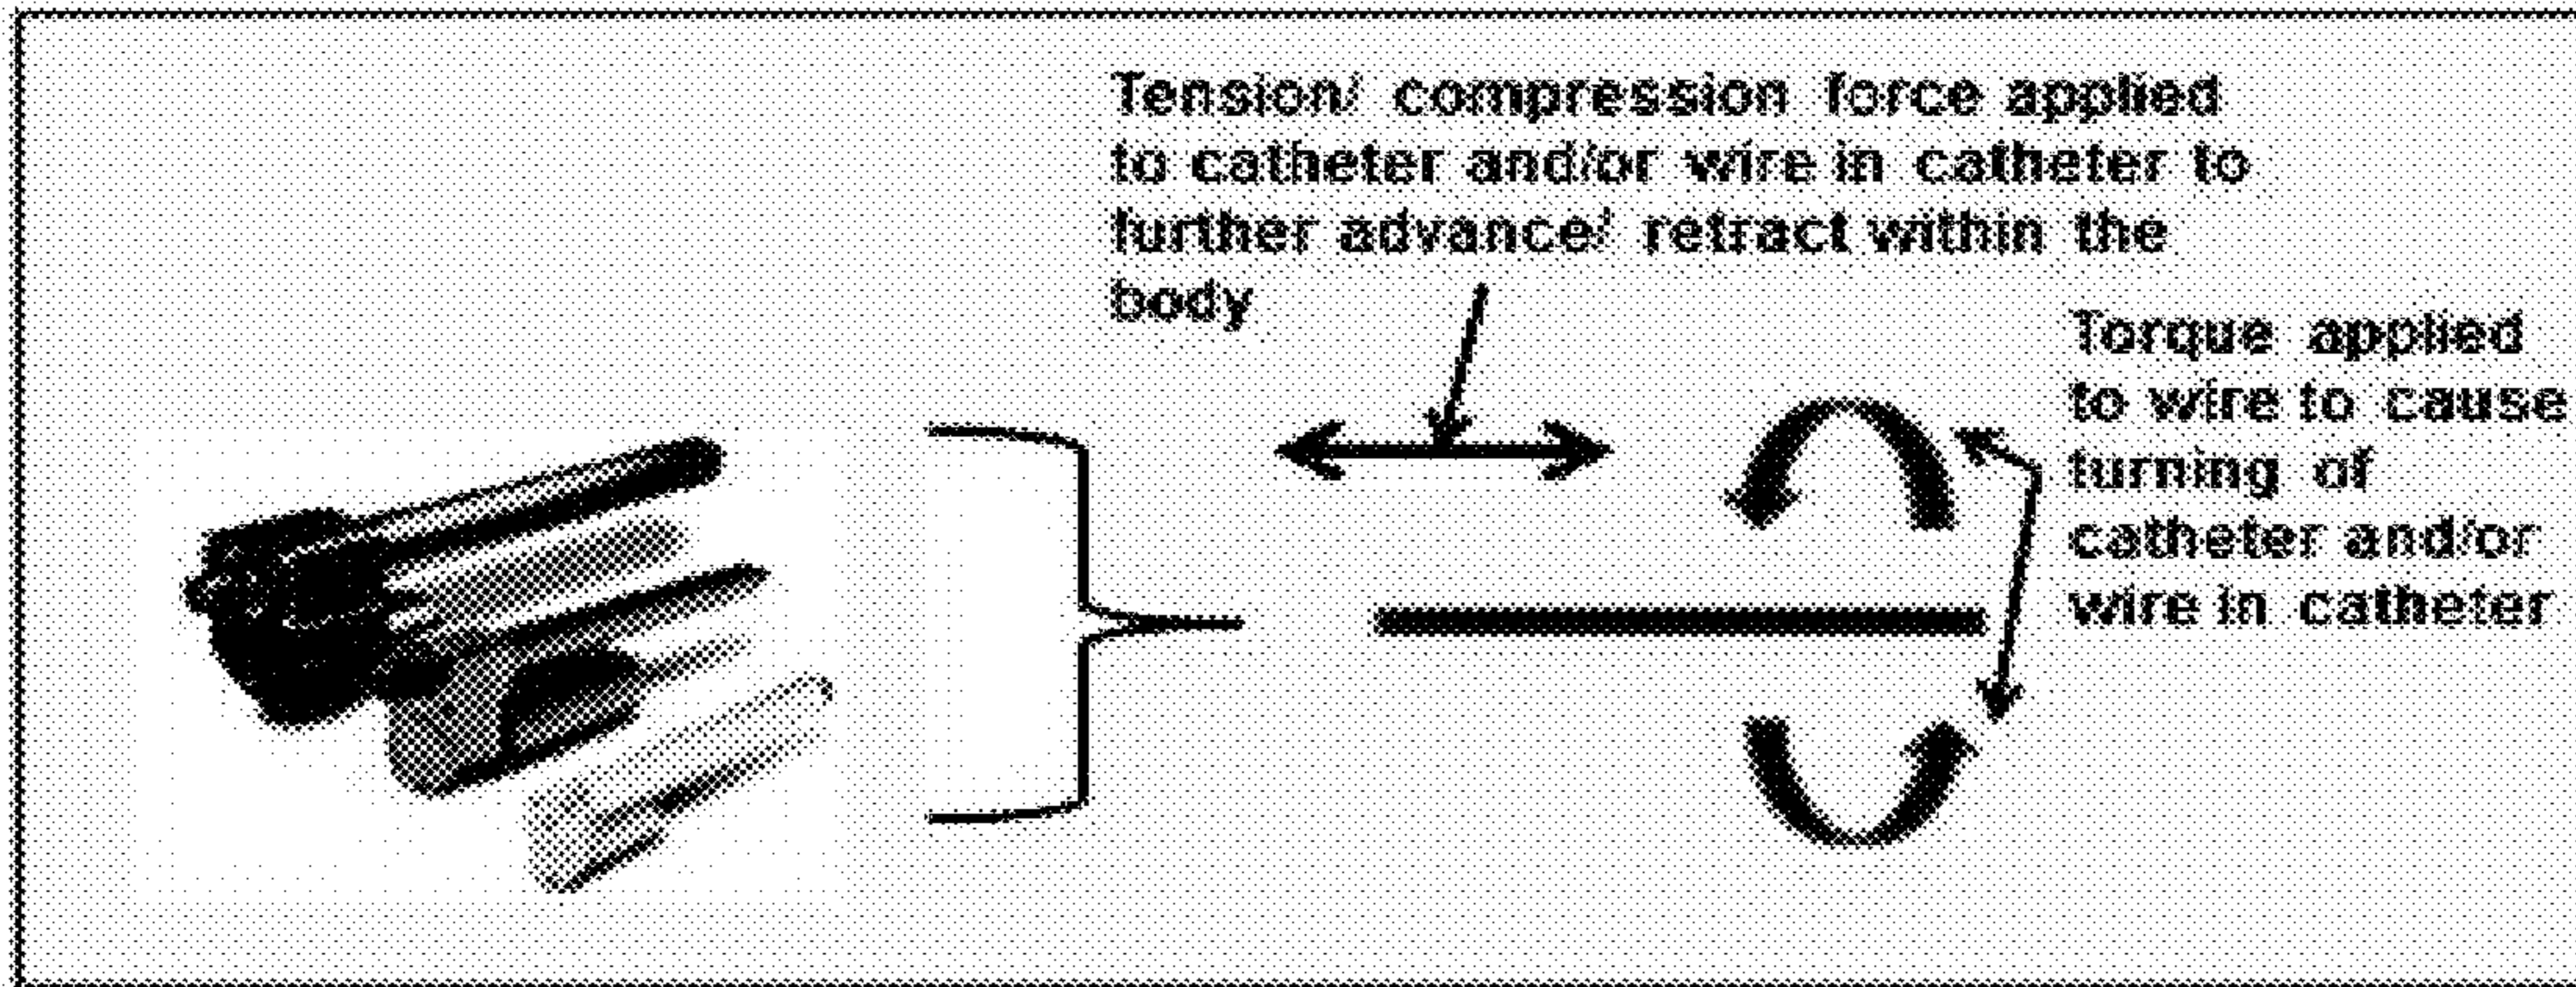 Tension/ compression force applied
to catheter and/or wire in catheter to
further advance/ retract within the
body
Torque applied
to wire to cause
turning of
catheter and/or
wire in catheter